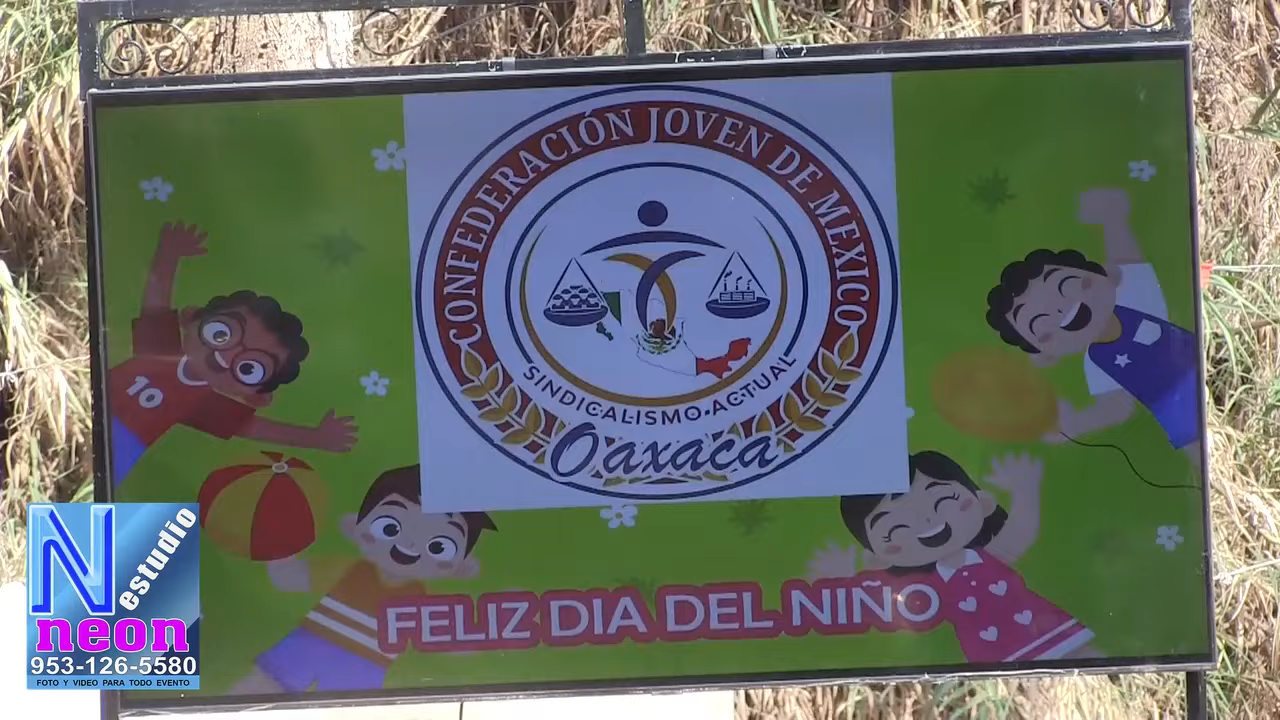 CONFEDERACIÓN JOVEN DE MEXICO
SINDICALISMO ACTUAL
Oaxaca
10
FELIZ DIA DEL NIÑO
N estudio
neon
953-126-5580
FOTO Y VIDEO PARA TODO EVENTO